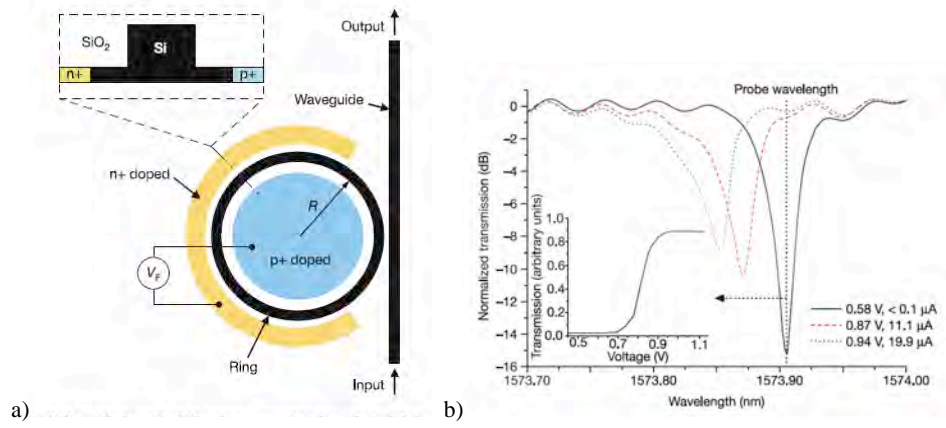 SiO₂
Si
n+
p+
Output
Waveguide
n+ doped
R
p+ doped
V_F
Ring
Input
a)
b)
Probe wavelength
Normalized transmission (dB)
0
−2
−4
−6
−8
−10
−12
−14
−16
Transmission (arbitrary units)
1.0
0.8
0.6
0.4
0.2
0.0
0.5 0.7 0.9 1.1
Voltage (V)
0.58 V, < 0.1 μA
0.87 V, 11.1 μA
0.94 V, 19.9 μA
1573.70 1573.80 1573.90 1574.00
Wavelength (nm)